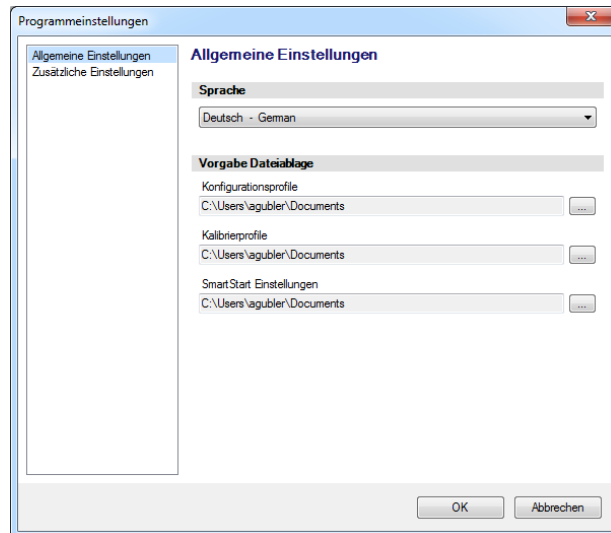 Programmeinstellungen
Allgemeine Einstellungen
Zusätzliche Einstellungen
Allgemeine Einstellungen
Sprache
Deutsch - German
Vorgabe Dateiablage
Konfigurationsprofile
C:\Users\agubler\Documents
...
Kalibrierprofile
C:\Users\agubler\Documents
...
SmartStart Einstellungen
C:\Users\agubler\Documents
...
OK
Abbrechen